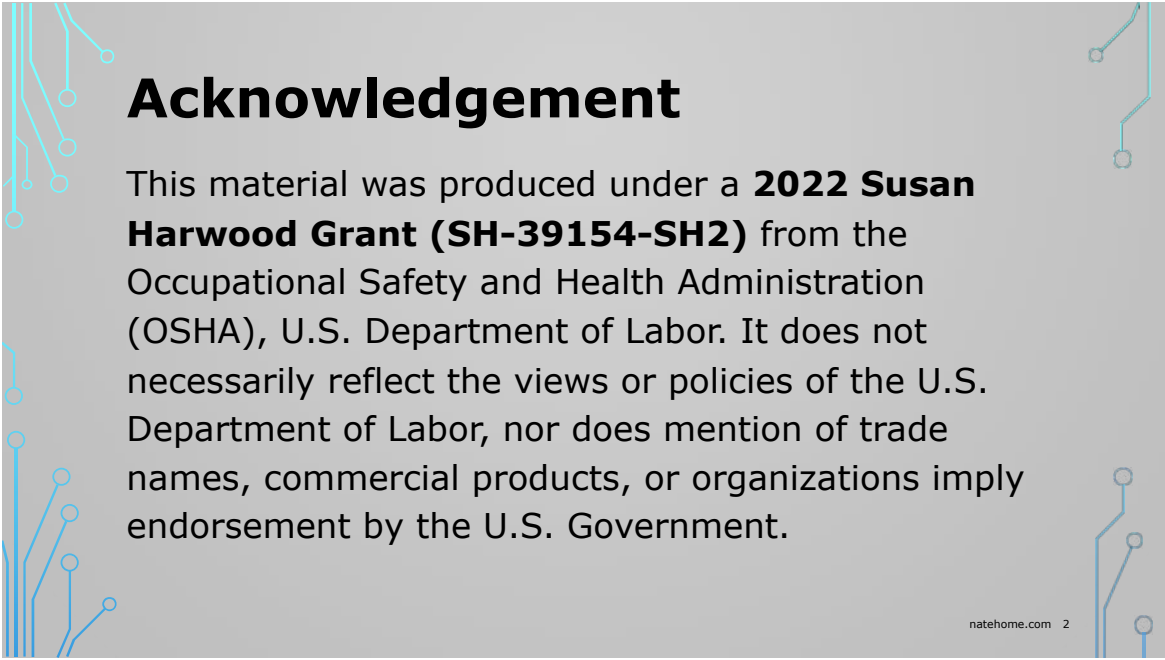 Acknowledgement
This material was produced under a 2022 Susan
Harwood Grant (SH-39154-SH2) from the
Occupational Safety and Health Administration
(OSHA), U.S. Department of Labor. It does not
necessarily reflect the views or policies of the U.S.
Department of Labor, nor does mention of trade
names, commercial products, or organizations imply
endorsement by the U.S. Government.
natehome.com 2